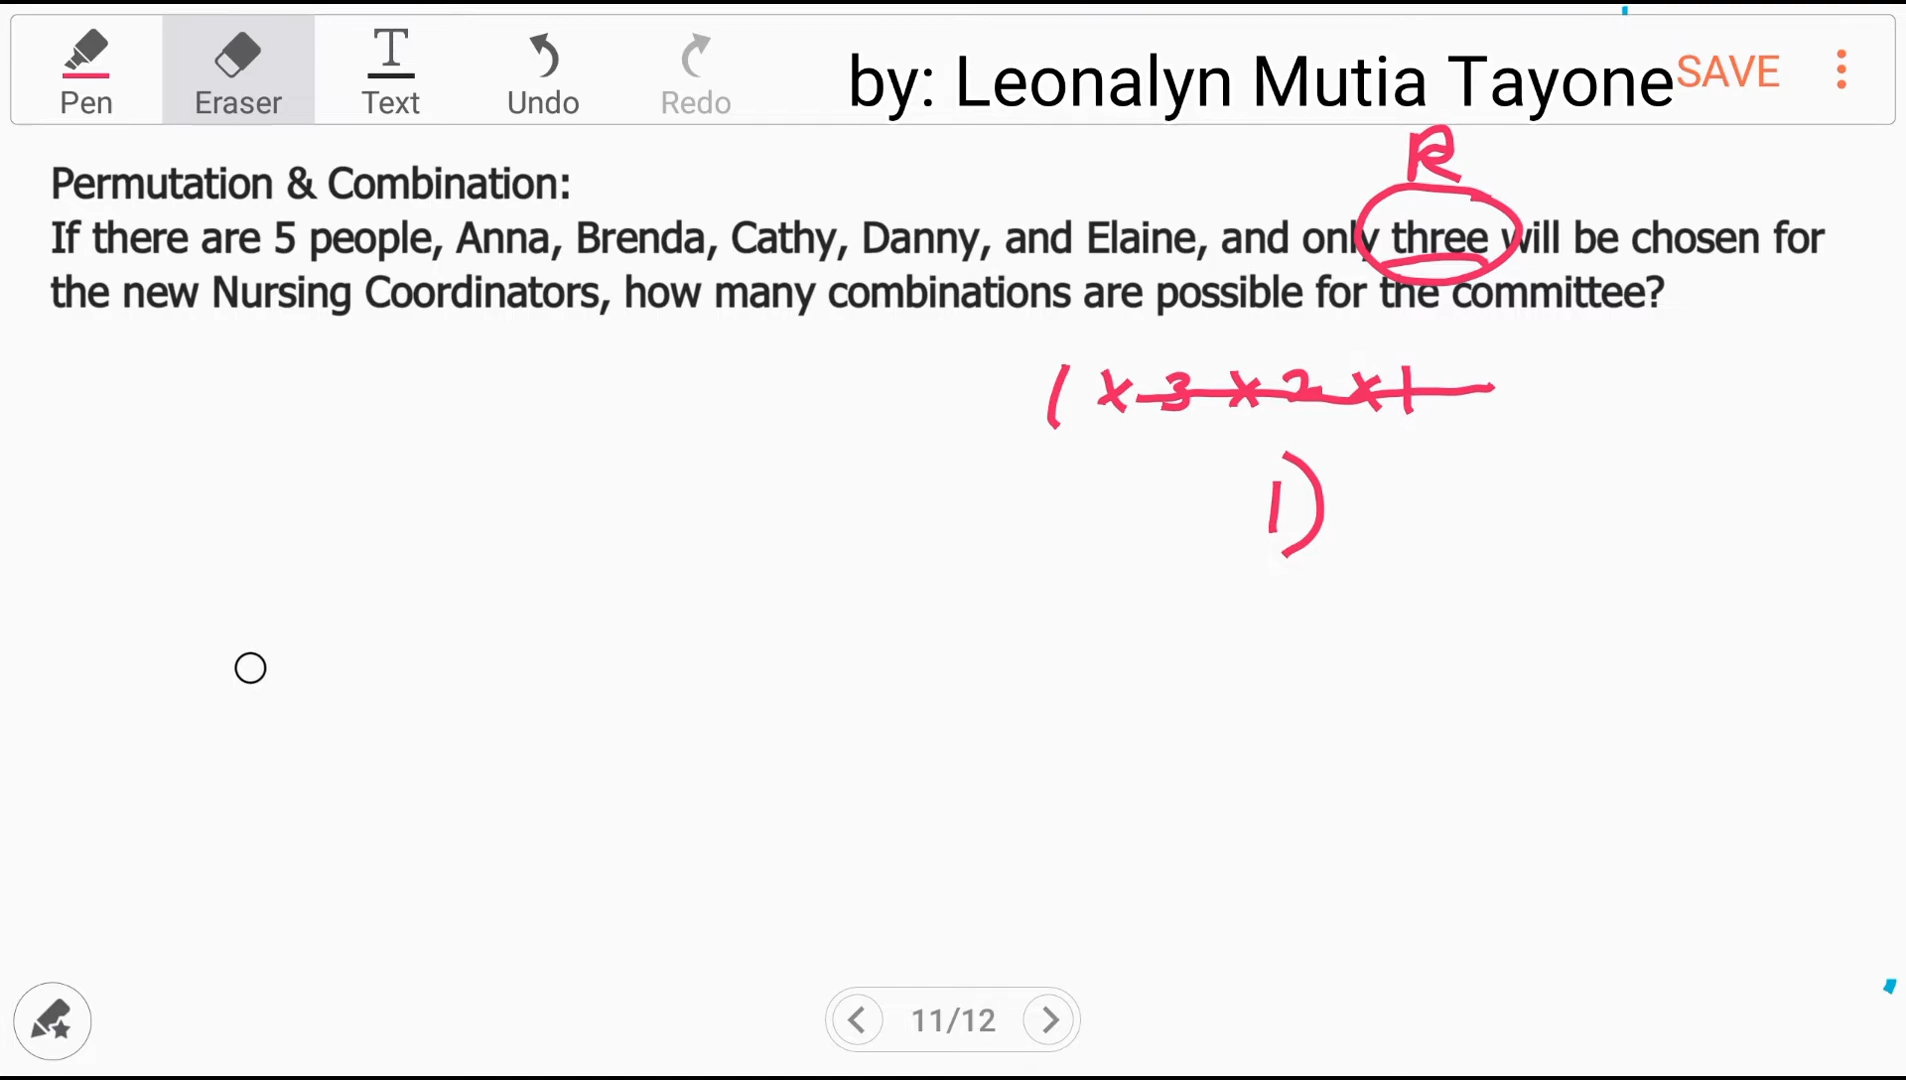 Pen
Eraser
Text
Undo
Redo
by: Leonalyn Mutia Tayone
SAVE
R
Permutation & Combination:
If there are 5 people, Anna, Brenda, Cathy, Danny, and Elaine, and only three will be chosen for
the new Nursing Coordinators, how many combinations are possible for the committee?
( x 3 x 2 x 1
1)
11/12